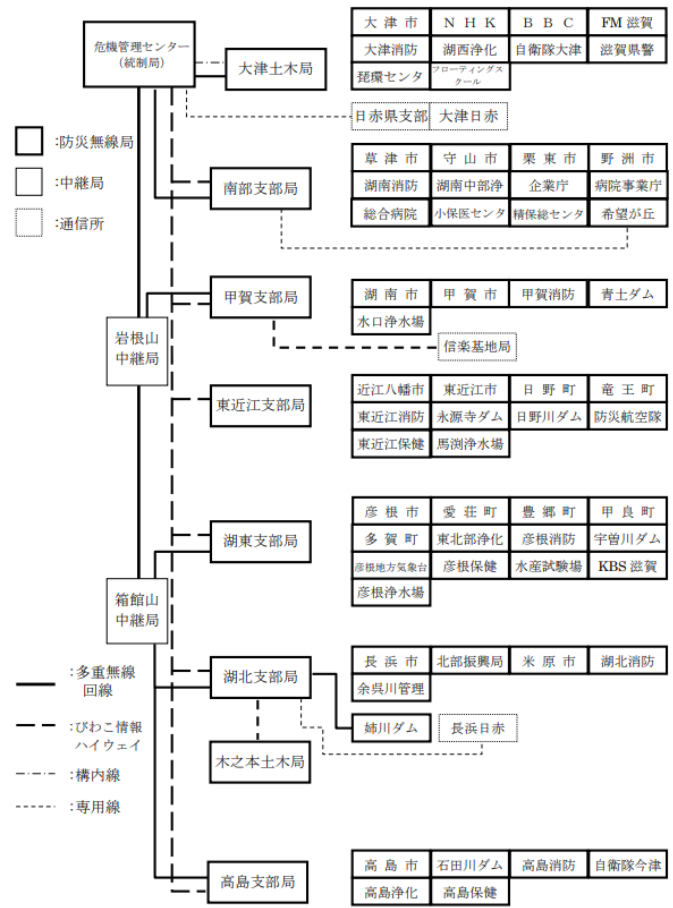 危機管理センター
(統制局)
大津土木局
大津市 NHK BBC FM滋賀
大津消防 湖西浄化 自衛隊大津 滋賀県警
琵環センタ フローティングス
クール
日赤県支部 大津日赤
:防災無線局
:中継局
:通信所
南部支部局
草津市 守山市 栗東市 野洲市
湖南消防 湖南中部浄 企業庁 病院事業庁
総合病院 小保医センタ 精保総センタ 希望が丘
甲賀支部局
湖南市 甲賀市 甲賀消防 青土ダム
水口浄水場
岩根山
中継局
信楽基地局
東近江支部局
近江八幡市 東近江市 日野町 竜王町
東近江消防 永源寺ダム 日野川ダム 防災航空隊
東近江保健 馬渕浄水場
湖東支部局
彦根市 愛荘町 豊郷町 甲良町
多賀町 東北部浄化 彦根消防 宇曽川ダム
彦根地方気象台 彦根保健 水産試験場 KBS滋賀
彦根浄水場
箱館山
中継局
湖北支部局
長浜市 北部振興局 米原市 湖北消防
余呉川管理
姉川ダム 長浜日赤
木之本土木局
:多重無線
回線
:びわこ情報
ハイウェイ
:構内線
:専用線
高島支部局
高島市 石田川ダム 高島消防 自衛隊今津
高島浄化 高島保健